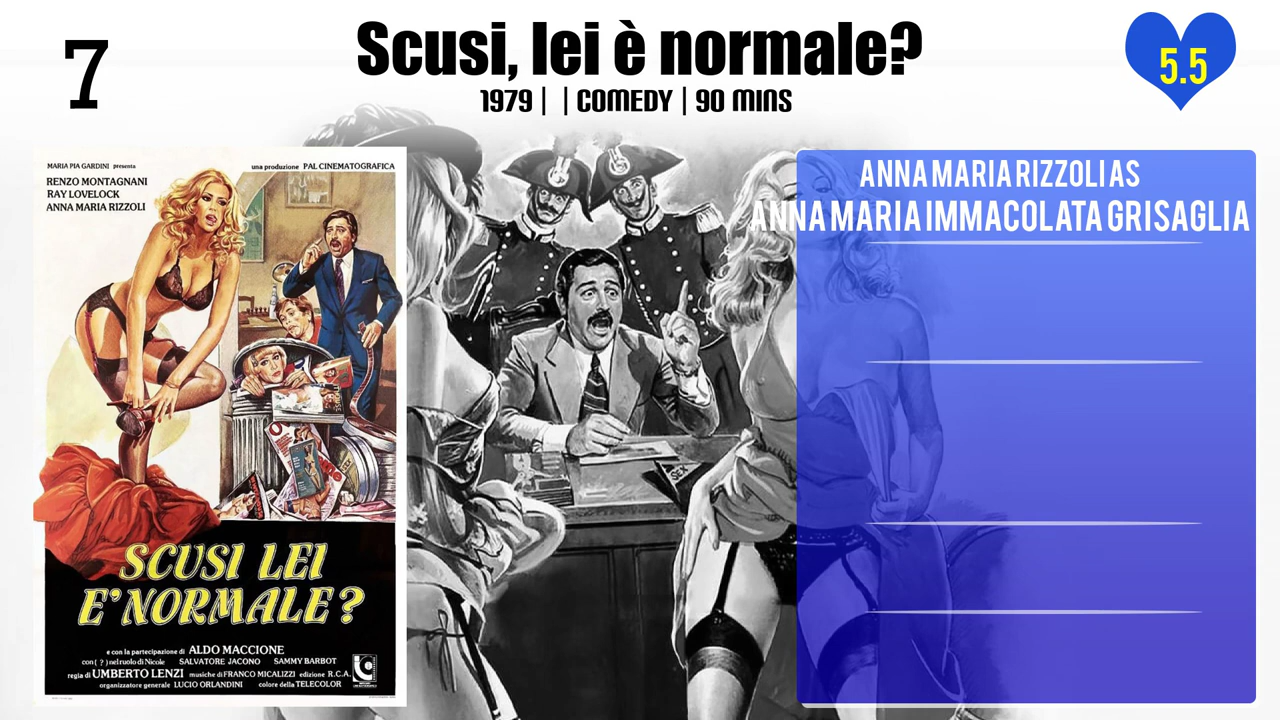 7
Scusi, lei è normale?
1979 | | COMEDY | 90 MINS
5.5
MARIA PIA GARDINI presenta
una produzione PAL CINEMATOGRAFICA
RENZO MONTAGNANI
RAY LOVELOCK
ANNA MARIA RIZZOLI
SCUSI LEI
E'NORMALE?
e con la partecipazione di ALDO MACCIONE
con ( ? ) nel ruolo di Nicole SALVATORE JACONO SAMMY BARBOT
regia di UMBERTO LENZI musiche di FRANCO MICALIZZI edizione R.C.A.
organizzatore generale LUCIO ORLANDINI colore della TELECOLOR
SEX
ANNA MARIA RIZZOLI AS
ANNA MARIA IMMACOLATA GRISAGLIA